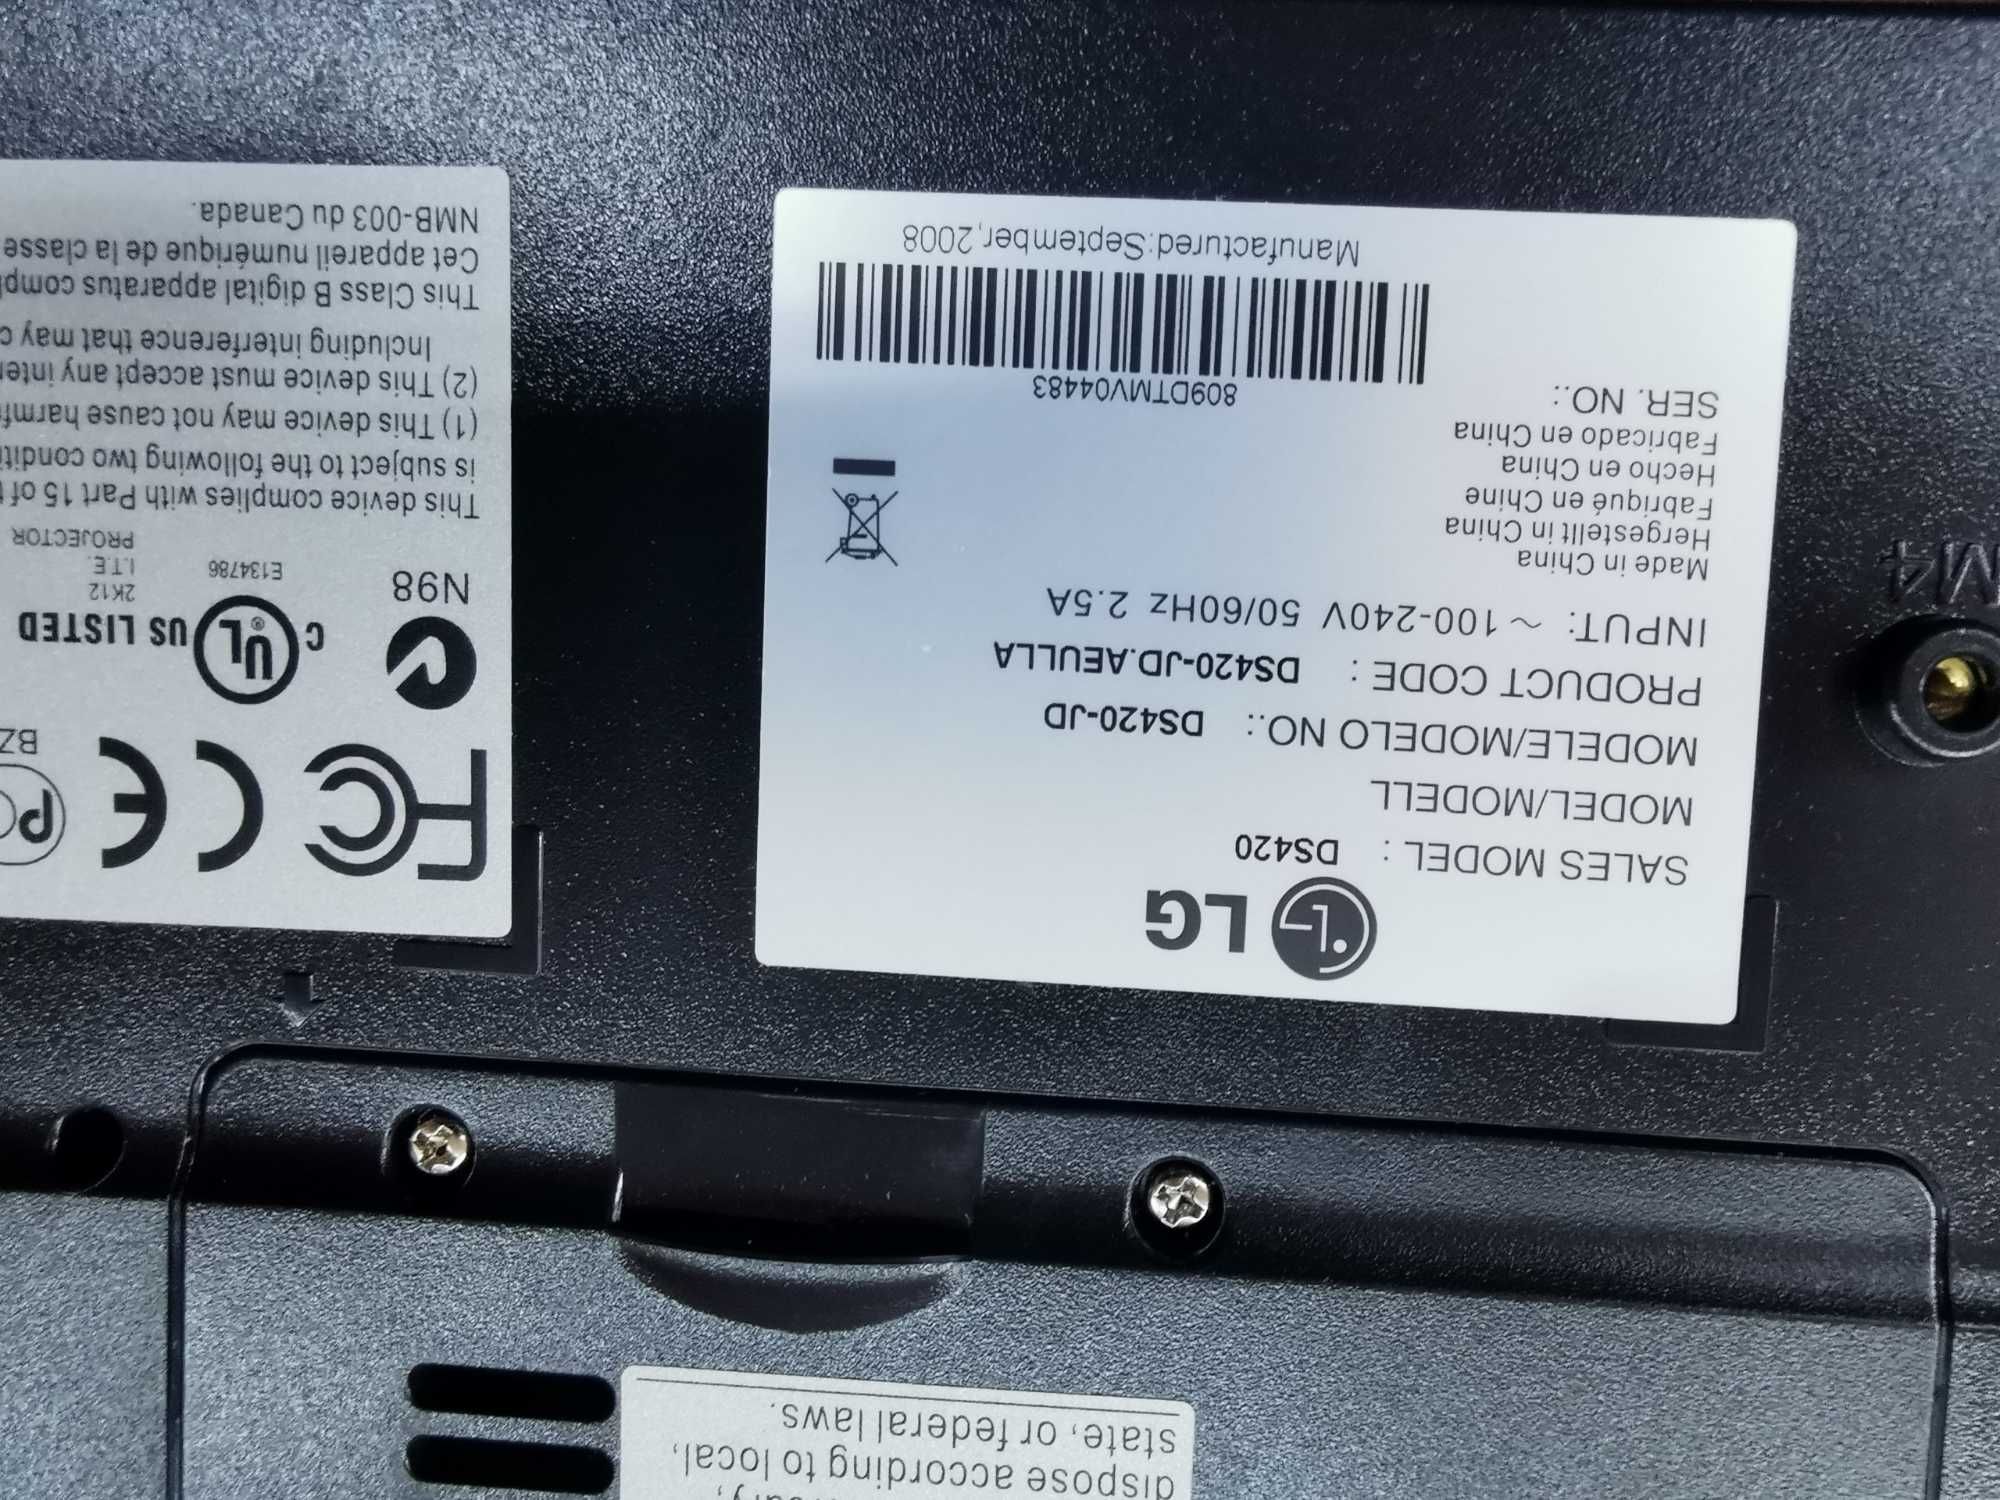 LG
SALES MODEL : DS420
MODEL/MODELL
MODELE/MODELO NO.: DS420-JD
PRODUCT CODE : DS420-JD.AEULLA
INPUT: ~ 100-240V 50/60Hz 2.5A
Made in China
Hergestellt in China
Fabriqué en Chine
Hecho en China
Fabricado en China
SER. NO.:
809DTMV04483
Manufactured:September,2008
FC CE
N98
C UL® US LISTED
E134786
2K12
I.T.E.
PROJECTOR
This device complies with Part 15 of
is subject to the following two
(1) This device may not cause
(2) This device must accept any
Including interference that may
This Class B digital apparatus
Cet appareil numérique de la classe
NMB-003 du Canada.
M4
dispose according to local,
state, or federal laws.